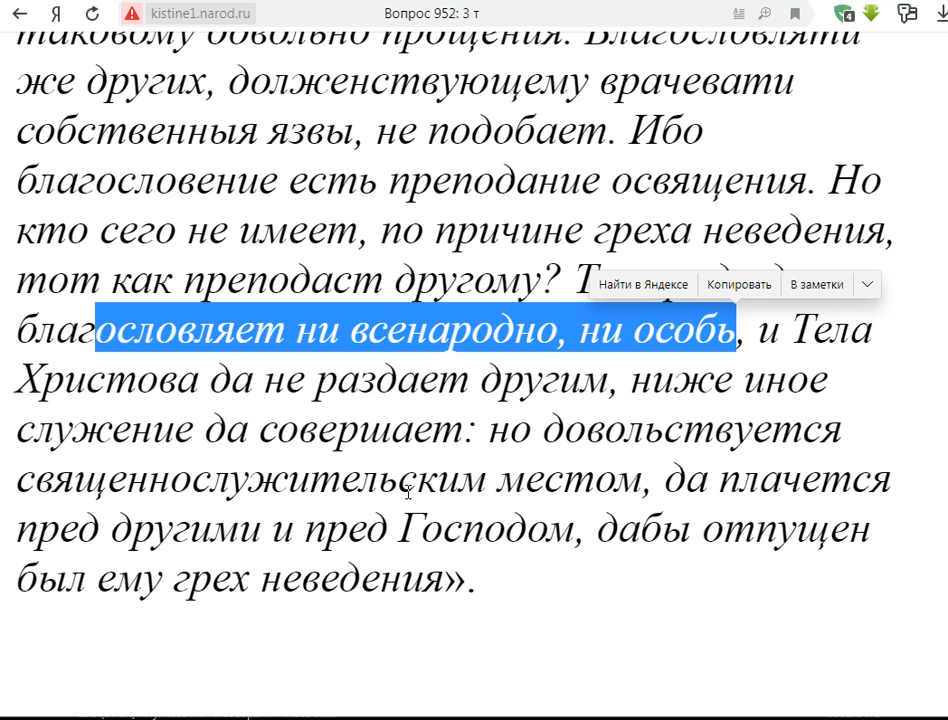 Я kistine1.narod.ru Вопрос 952: 3 т 4
таковому довольно прощения. Благословляти
же других, долженствующему врачевати
собственныя язвы, не подобает. Ибо
благословение есть преподание освящения. Но
кто сего не имеет, по причине греха неведения,
тот как преподаст другому?
Найти в Яндексе Копировать В заметки
благословляет ни всенародно, ни особь, и Тела
Христова да не раздает другим, ниже иное
служение да совершает: но довольствуется
священнослужительским местом, да плачется
пред другими и пред Господом, дабы отпущен
был ему грех неведения».